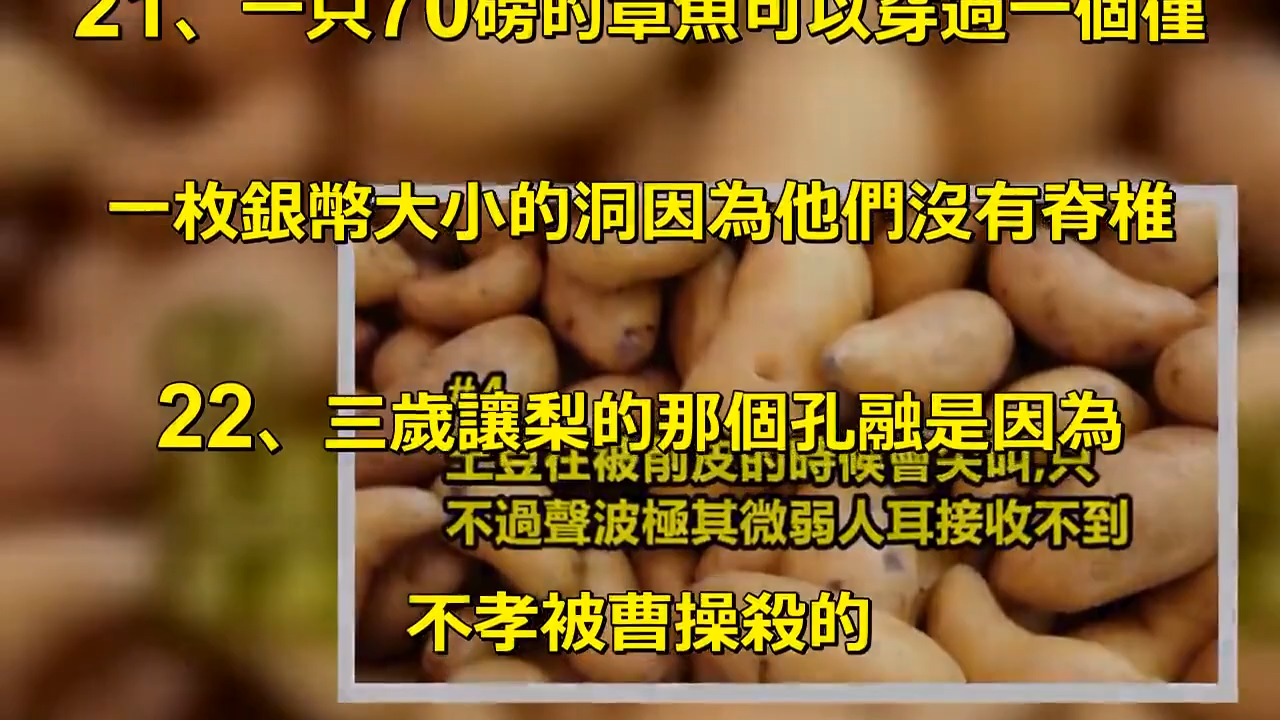 21、一只70磅的章魚可以穿過一個僅
一枚銀幣大小的洞因為他們沒有脊椎
#4
22、三歲讓梨的那個孔融是因為
土豆在被削皮的時候會尖叫,只
不過聲波極其微弱人耳接收不到
不孝被曹操殺的